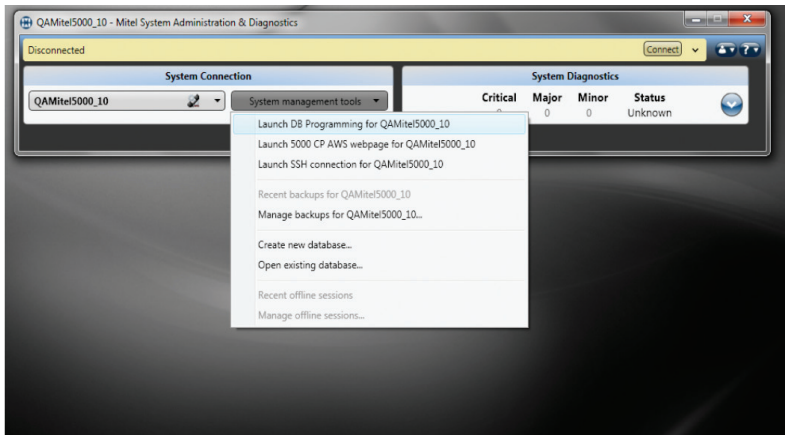 QAMitel5000_10 - Mitel System Administration & Diagnostics
Disconnected
Connect
System Connection
System Diagnostics
QAMitel5000_10
System management tools
Critical Major Minor Status
0 0 0 Unknown
Launch DB Programming for QAMitel5000_10
Launch 5000 CP AWS webpage for QAMitel5000_10
Launch SSH connection for QAMitel5000_10
Recent backups for QAMitel5000_10
Manage backups for QAMitel5000_10...
Create new database...
Open existing database...
Recent offline sessions
Manage offline sessions...